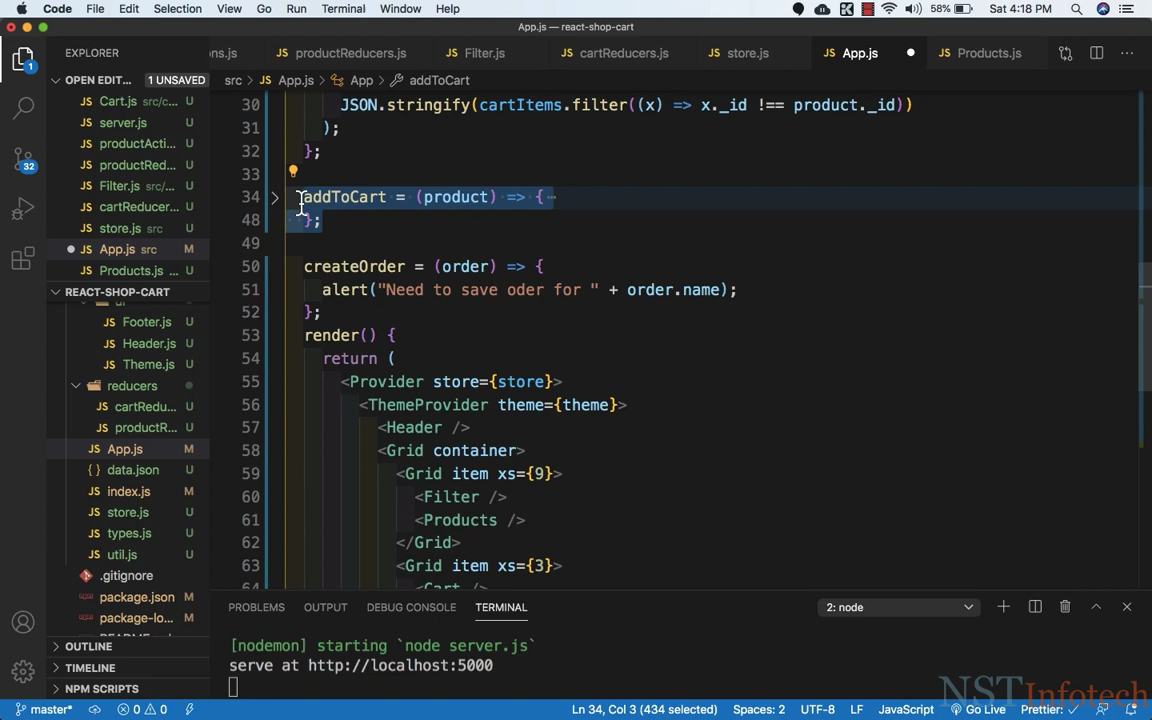 Code File Edit Selection View Go Run Terminal Window Help 58% Sat 4:18 PM
App.js — react-shop-cart
EXPLORER ons.js productReducers.js Filter.js cartReducers.js store.js App.js Products.js
OPEN EDIT... 1 UNSAVED src > App.js > App > addToCart
Cart.js src/c... U
server.js U
productActi... U
productRed... U
Filter.js src/... U
cartReducer... U
store.js src U
App.js src M
Products.js ... U
REACT-SHOP-CART
Footer.js U
Header.js U
Theme.js U
reducers
cartRedu... U
productR... U
App.js M
data.json U
index.js M
store.js U
types.js U
util.js U
.gitignore
package.json M
package-lo... M
OUTLINE
TIMELINE
NPM SCRIPTS
30 JSON.stringify(cartItems.filter((x) => x._id !== product._id))
31 );
32 };
33
34 addToCart = (product) => {
48 };
49
50 createOrder = (order) => {
51 alert("Need to save oder for " + order.name);
52 };
53 render() {
54 return (
55 <Provider store={store}>
56 <ThemeProvider theme={theme}>
57 <Header />
58 <Grid container>
59 <Grid item xs={9}>
60 <Filter />
61 <Products />
62 </Grid>
63 <Grid item xs={3}>
64 <Cart />
PROBLEMS OUTPUT DEBUG CONSOLE TERMINAL 2: node
[nodemon] starting `node server.js`
serve at http://localhost:5000
NSTInfotech
master* 0 0 Ln 34, Col 3 (434 selected) Spaces: 2 UTF-8 LF JavaScript Go Live Prettier: ✓